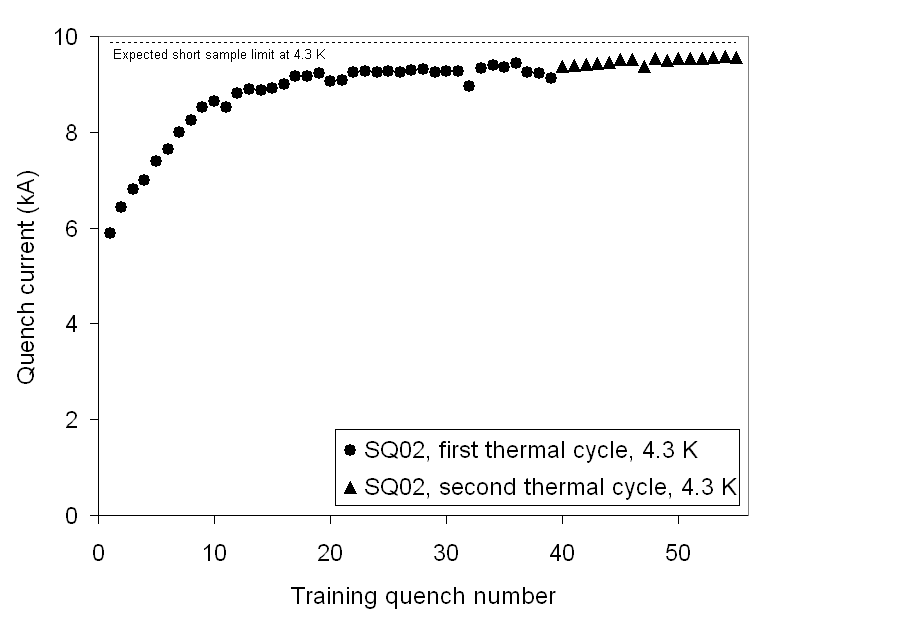 10
Expected short sample limit at 4.3 K
8
6
4
2
0
Quench current (kA)
SQ02, first thermal cycle, 4.3 K
SQ02, second thermal cycle, 4.3 K
0 10 20 30 40 50
Training quench number